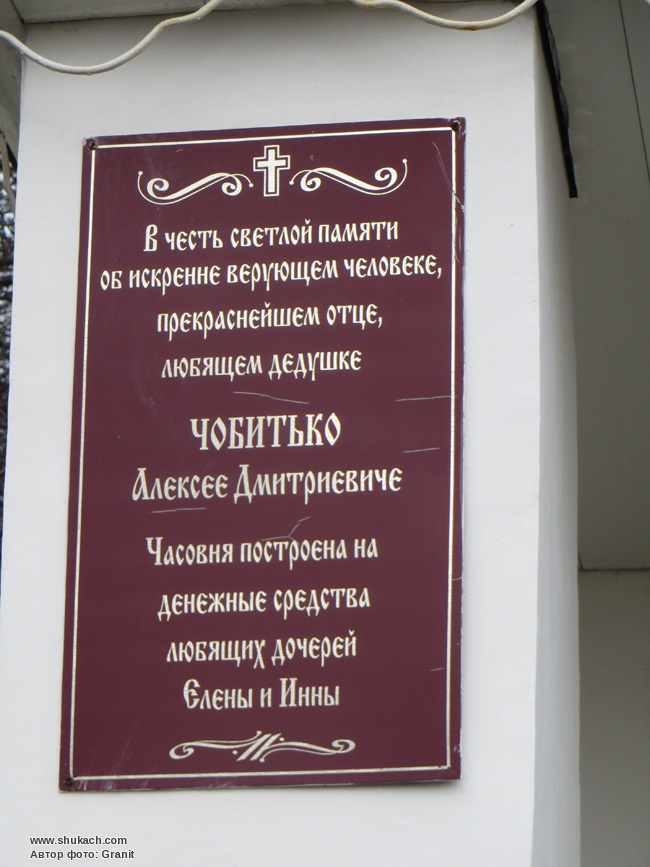 В честь светлой памяти
об искренне верующем человеке,
прекраснейшем отце,
любящем дедушке
ЧОБИТЬКО
Алексее Дмитриевиче
Часовня построена на
денежные средства
любящих дочерей
Елены и Инны
www.shukach.com
Автор фото: Granit